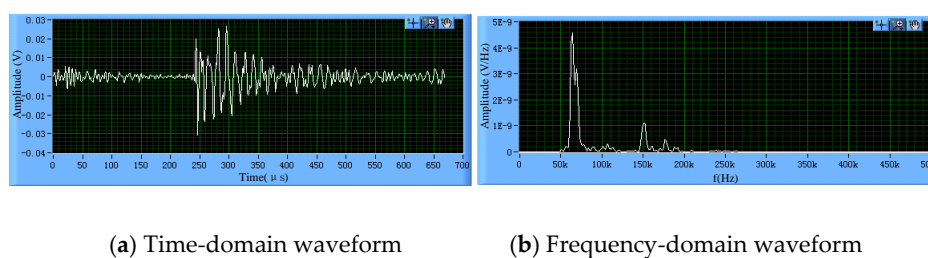 0.03
0.02
0.01
0
-0.01
-0.02
-0.03
-0.04
Amplitude (V)
0 50 100 150 200 250 300 350 400 450 500 550 600 650 700
Time( μ s)
5E-9
4E-9
3E-9
2E-9
1E-9
0
Amplitude (V/Hz)
0 50k 100k 150k 200k 250k 300k 350k 400k 450k 500
f(Hz)
(a) Time-domain waveform
(b) Frequency-domain waveform